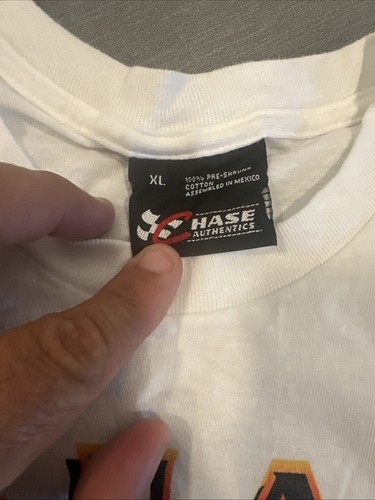 XL
100% PRE-SHRUNK
COTTON
ASSEMBLED IN MEXICO
CHASE
AUTHENTICS